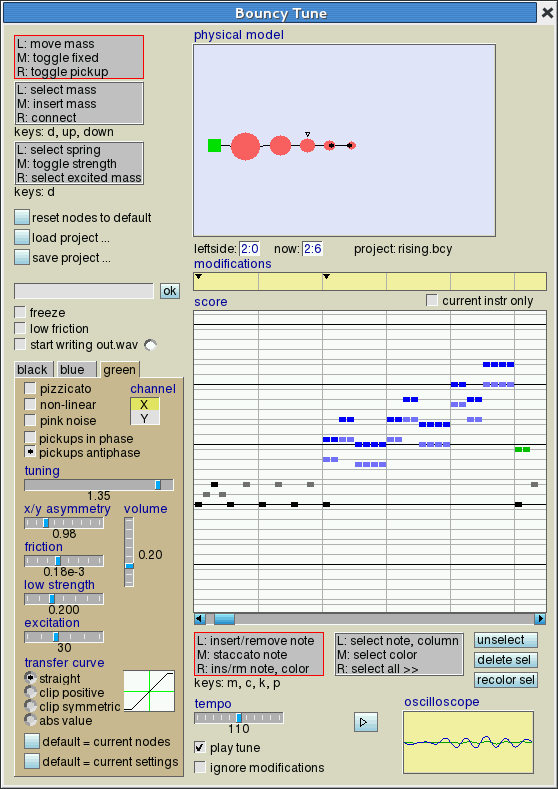 Bouncy Tune
L: move mass
M: toggle fixed
R: toggle pickup
L: select mass
M: insert mass
R: connect
keys: d, up, down
L: select spring
M: toggle strength
R: select excited mass
keys: d
reset nodes to default
load project ...
save project ...
ok
freeze
low friction
start writing out.wav
black
blue
green
pizzicato
non-linear
pink noise
channel
X
Y
pickups in phase
pickups antiphase
tuning
1.35
x/y asymmetry
0.98
volume
0.20
friction
0.18e-3
low strength
0.200
excitation
30
transfer curve
straight
clip positive
clip symmetric
abs value
default = current nodes
default = current settings
physical model
leftside: 2:0 now: 2:6 project: rising.bcy
modifications
score
current instr only
L: insert/remove note
M: staccato note
R: ins/rm note, color
keys: m, c, k, p
L: select note, column
M: select color
R: select all >>
unselect
delete sel
recolor sel
tempo
110
play tune
ignore modifications
oscilloscope